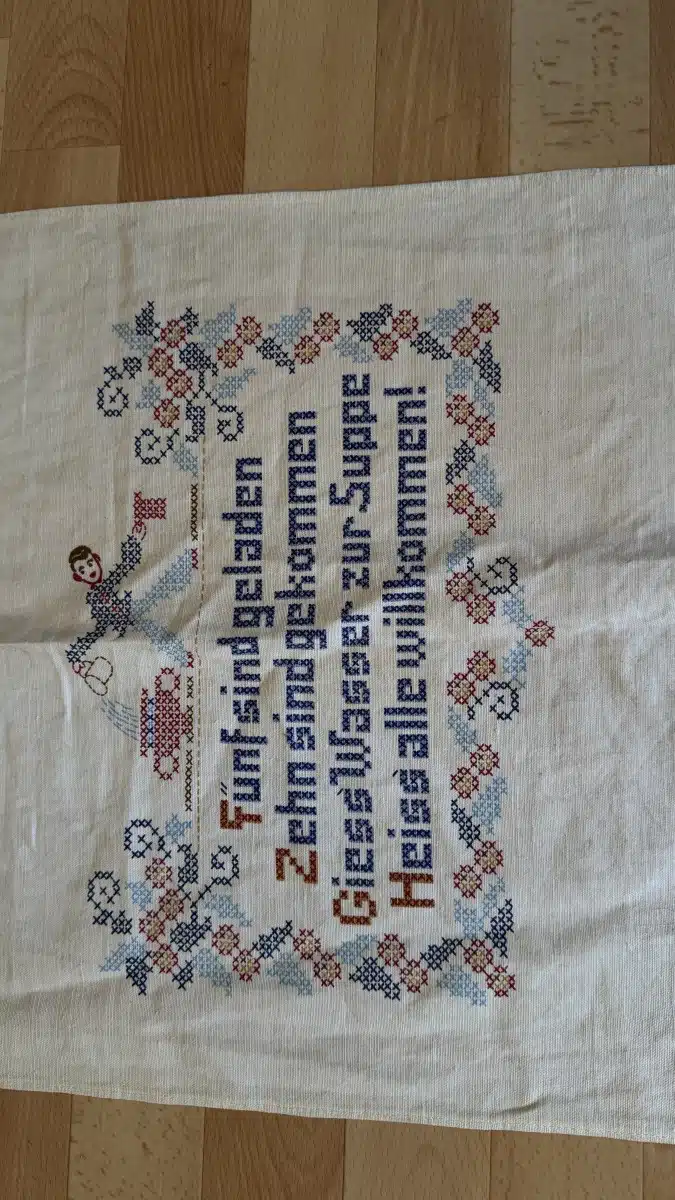 Fünf sind geladen
Zehn sind gekommen
Giess' Wasser zur Suppe
Heiss' alle willkommen!